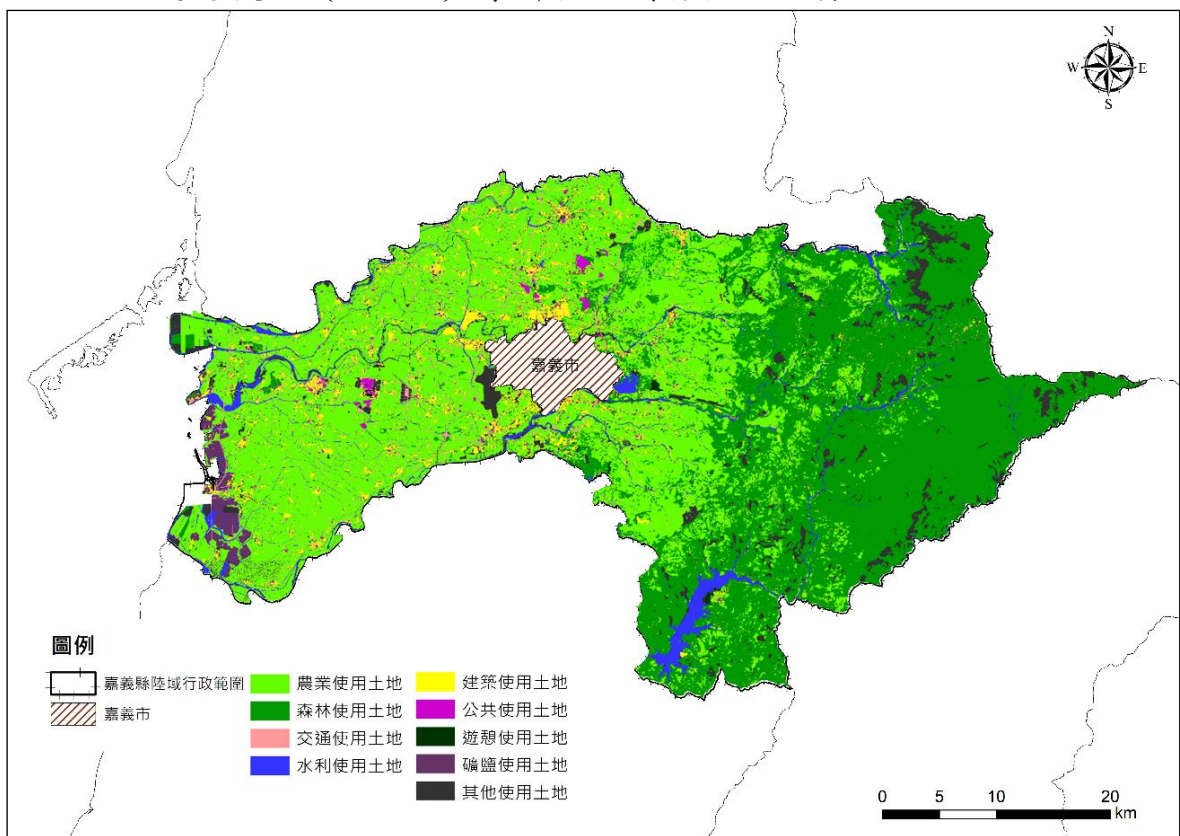 N
W E
S
嘉義市
圖例
嘉義縣陸域行政範圍
嘉義市
農業使用土地
森林使用土地
交通使用土地
水利使用土地
建築使用土地
公共使用土地
遊憩使用土地
礦鹽使用土地
其他使用土地
0 5 10 20
km